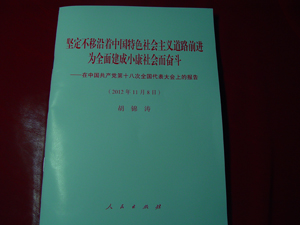 坚定不移沿着中国特色社会主义道路前进
为全面建成小康社会而奋斗
——在中国共产党第十八次全国代表大会上的报告
（2012年11月8日）
胡锦涛
人民出版社